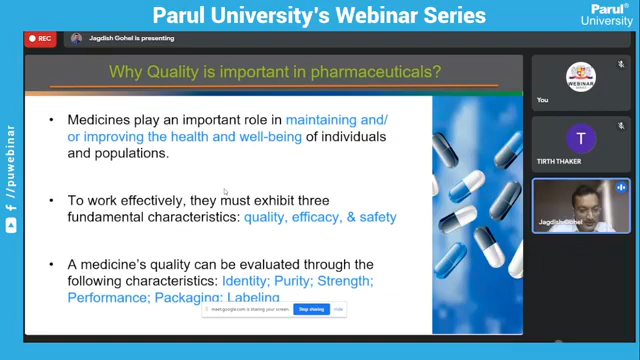 Parul University's Webinar Series
Parul®
University
REC
Jagdish Gohel is presenting
Why Quality is important in pharmaceuticals?
• Medicines play an important role in maintaining and/
or improving the health and well-being of individuals
and populations.
• To work effectively, they must exhibit three
fundamental characteristics: quality, efficacy, & safety
• A medicine's quality can be evaluated through the
following characteristics: Identity; Purity; Strength;
Performance; Packaging; Labeling
meet.google.com is sharing your screen.
Stop sharing
Hide
WEBINAR
You
T
TIRTH THAKER
Jagdish Gohel
/puwebinar